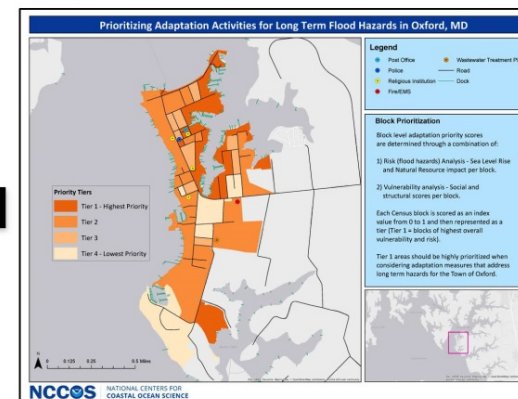 Prioritizing Adaptation Activities for Long Term Flood Hazards in Oxford, MD
Legend
Post Office
Wastewater Treatment Pl
Police
Road
Religious Institution
Dock
Fire/EMS
Block Prioritization
Block level adaptation priority scores
are determined through a combination of:
1) Risk (flood hazards) Analysis - Sea Level Rise
and Natural Resource impact per block.
2) Vulnerability analysis - Social and
structural scores per block.
Each Census block is scored as an index
value from 0 to 1 and then represented as a
tier (Tier 1 = blocks of highest overall
vulnerability and risk).
Tier 1 areas should be highly prioritized when
considering adaptation measures that address
long term hazards for the Town of Oxford.
Priority Tiers
Tier 1 - Highest Priority
Tier 2
Tier 3
Tier 4 - Lowest Priority
N
0 0.125 0.25 0.5 Miles
NCCOS
NATIONAL CENTERS FOR
COASTAL OCEAN SCIENCE